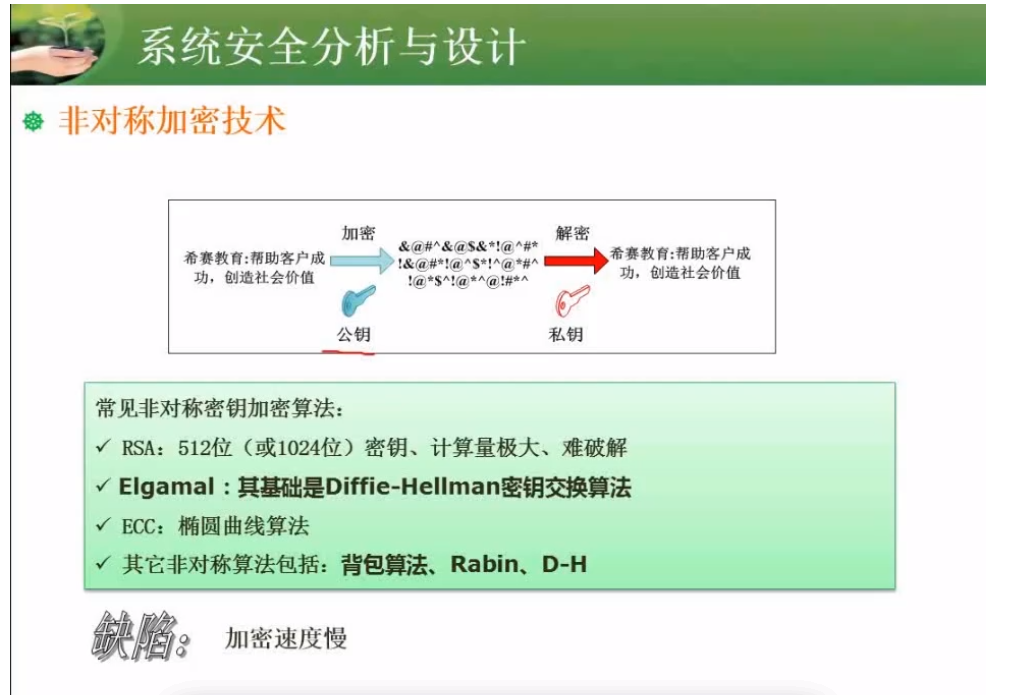 系统安全分析与设计
非对称加密技术
加密
解密
希赛教育:帮助客户成
功，创造社会价值
&@#^&@$&*!@^#*
!&@#*!@^$*!^@*#^
!@*$^!@*^@!#*^
希赛教育:帮助客户成
功，创造社会价值
公钥
私钥
常见非对称密钥加密算法：
✓ RSA：512位（或1024位）密钥、计算量极大、难破解
✓ Elgamal：其基础是Diffie-Hellman密钥交换算法
✓ ECC：椭圆曲线算法
✓ 其它非对称算法包括：背包算法、Rabin、D-H
缺陷：
加密速度慢